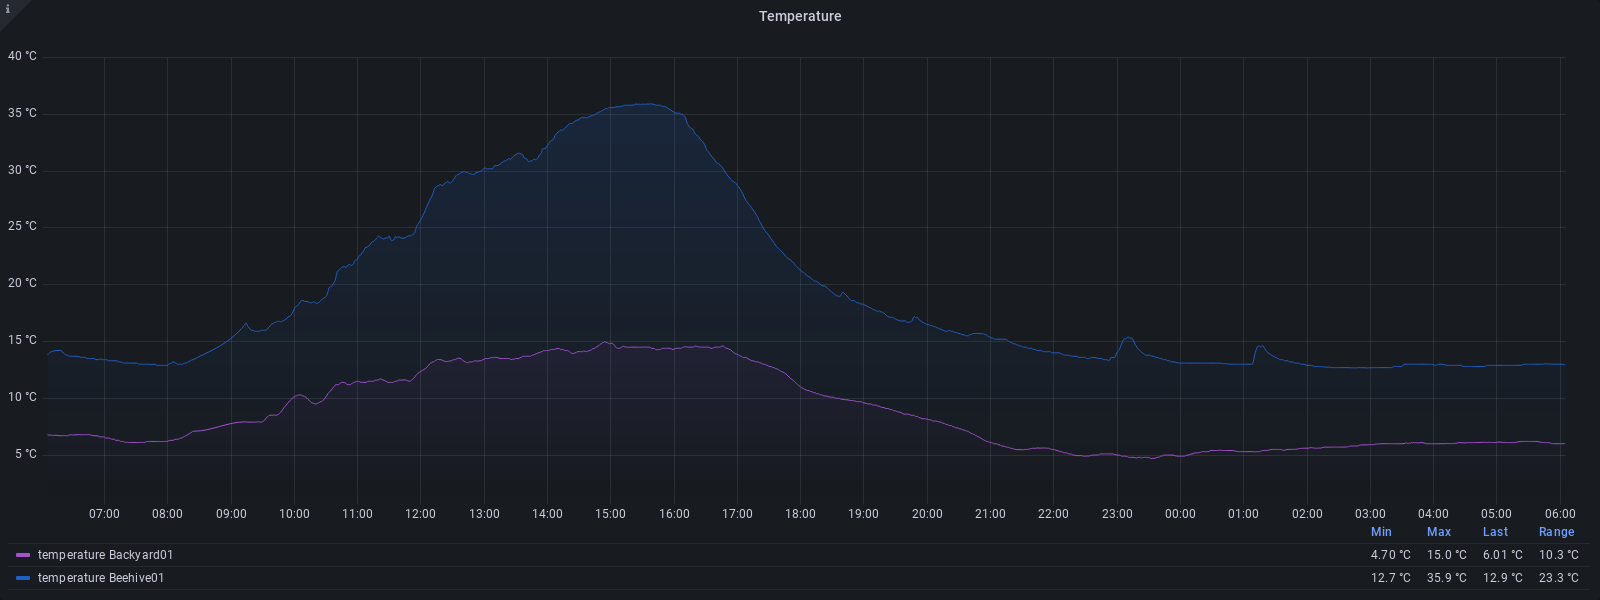 i
Temperature
40 °C
35 °C
30 °C
25 °C
20 °C
15 °C
10 °C
5 °C
07:00 08:00 09:00 10:00 11:00 12:00 13:00 14:00 15:00 16:00 17:00 18:00 19:00 20:00 21:00 22:00 23:00 00:00 01:00 02:00 03:00 04:00 05:00 06:00
Min Max Last Range
temperature Backyard01 4.70 °C 15.0 °C 6.01 °C 10.3 °C
temperature Beehive01 12.7 °C 35.9 °C 12.9 °C 23.3 °C